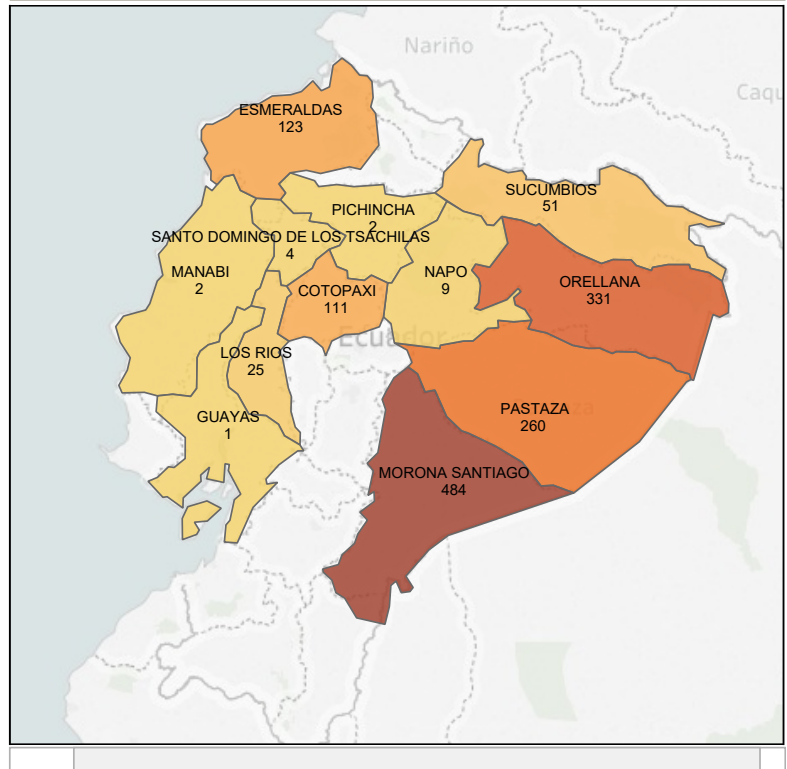 Nariño
Caqu
ESMERALDAS
123
SUCUMBIOS
51
PICHINCHA
2
SANTO DOMINGO DE LOS TSACHILAS
4
MANABI
2
NAPO
9
ORELLANA
331
COTOPAXI
111
Ecuador
LOS RIOS
25
PASTAZA
260
GUAYAS
1
MORONA SANTIAGO
484